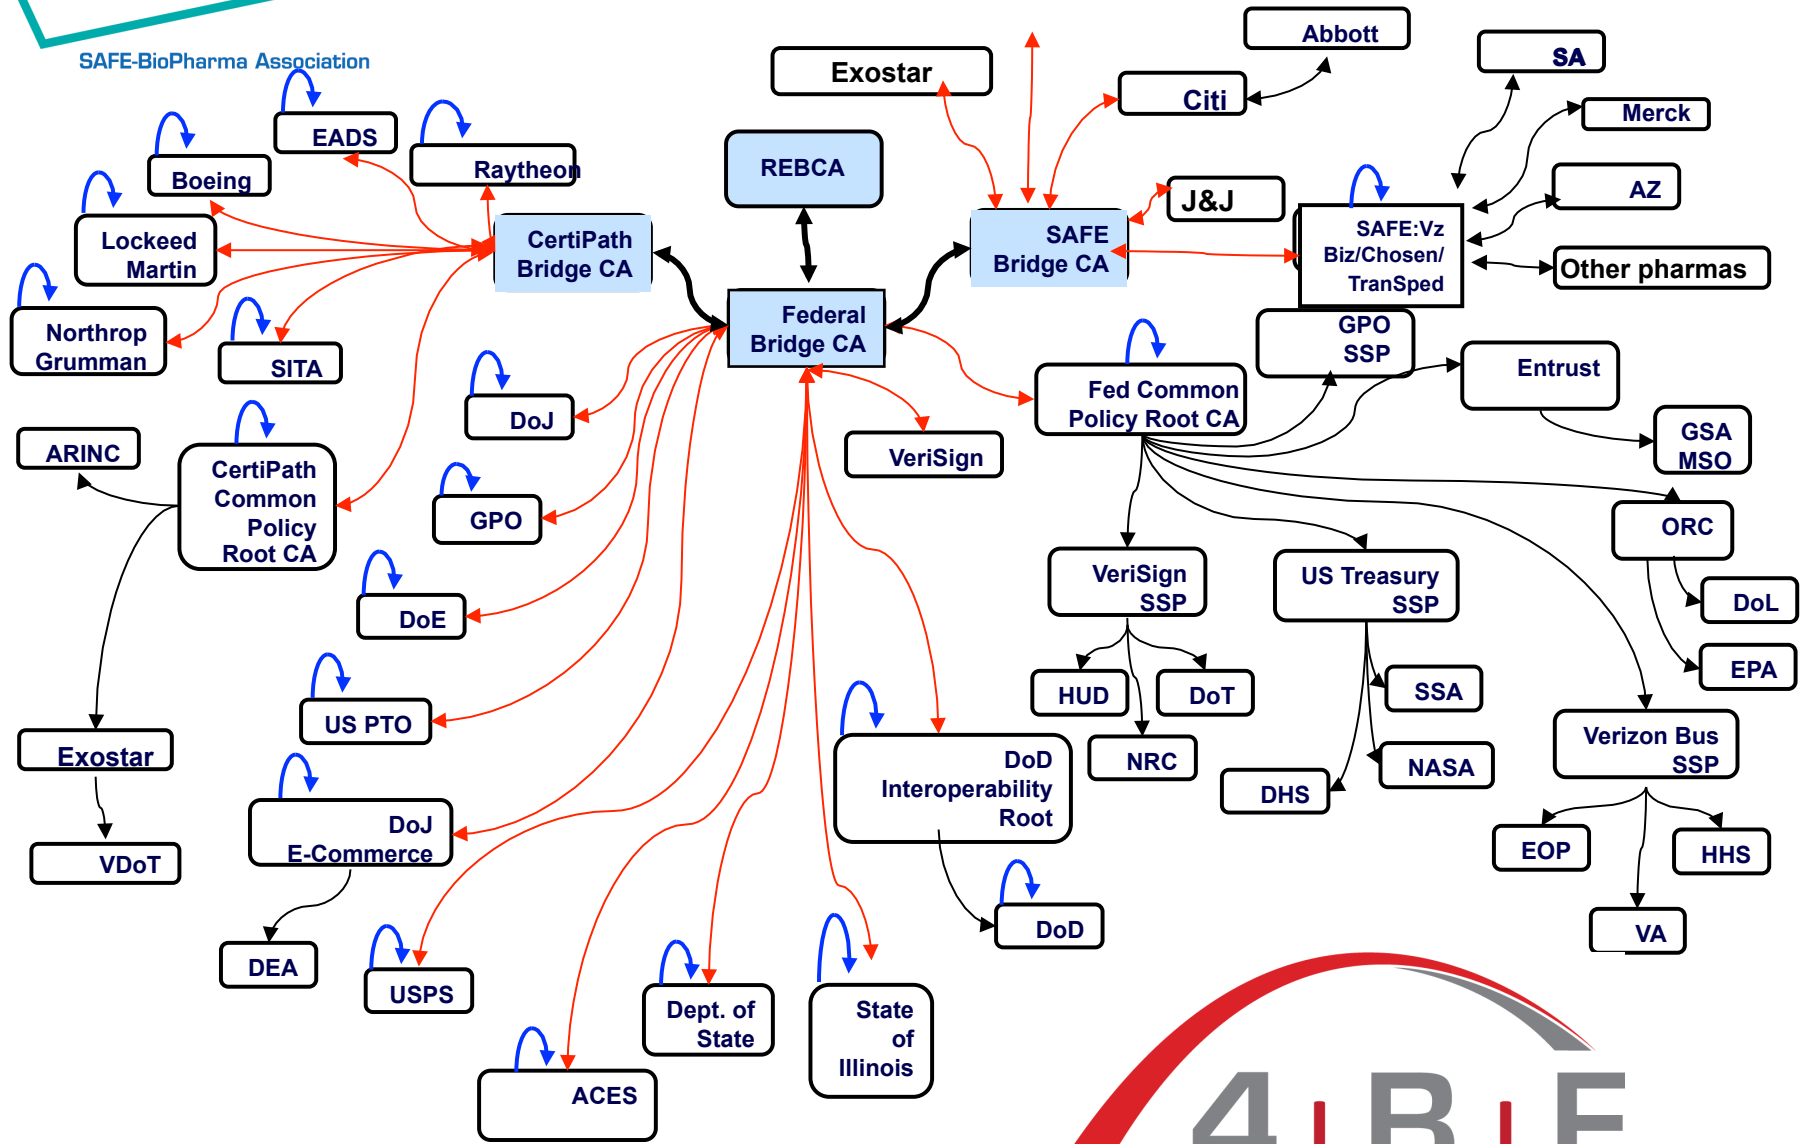 SAFE-BioPharma Association
Abbott
SA
Exostar
Citi
Merck
EADS
Raytheon
Boeing
REBCA
AZ
J&J
Lockeed
Martin
CertiPath
Bridge CA
SAFE
Bridge CA
SAFE:Vz
Biz/Chosen/
TranSped
Other pharmas
Northrop
Grumman
SITA
Federal
Bridge CA
GPO
SSP
Entrust
DoJ
Fed Common
Policy Root CA
VeriSign
GSA
MSO
ARINC
CertiPath
Common
Policy
Root CA
GPO
ORC
VeriSign
SSP
US Treasury
SSP
DoE
DoL
EPA
HUD
DoT
SSA
US PTO
Exostar
NRC
NASA
Verizon Bus
SSP
DoD
Interoperability
Root
DHS
DoJ
E-Commerce
VDoT
EOP
HHS
DoD
VA
DEA
USPS
Dept. of
State
State
of
Illinois
ACES
4BF